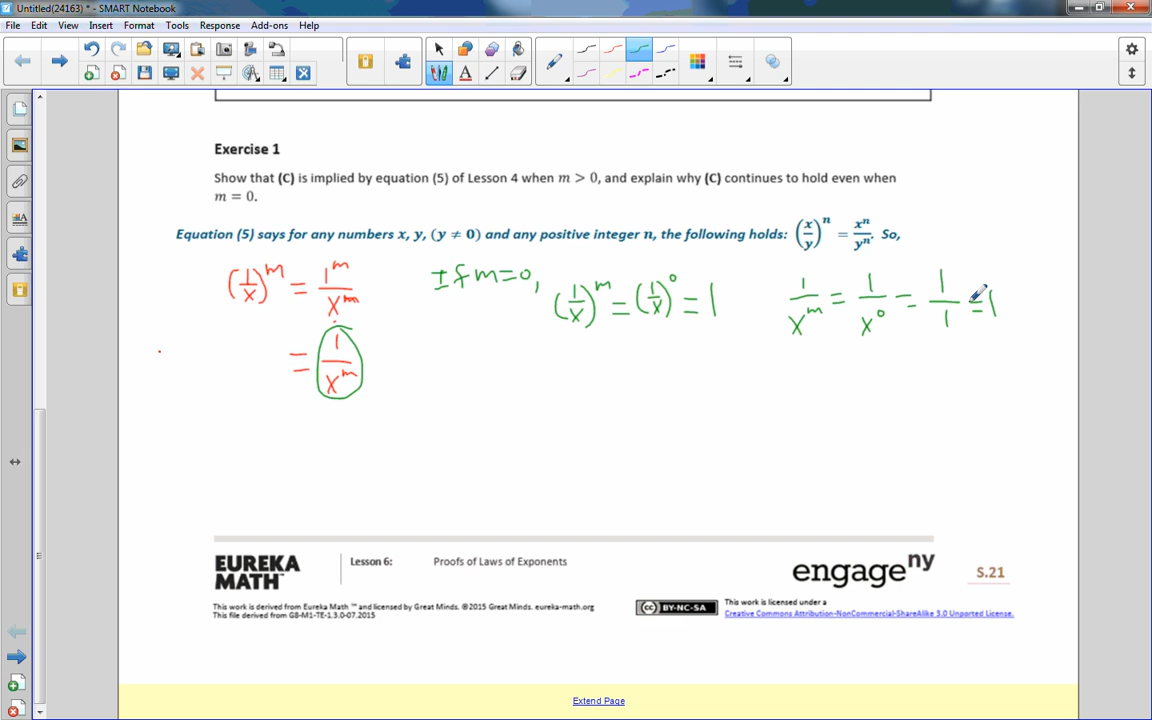 Untitled(24163) * - SMART Notebook
File Edit View Insert Format Tools Response Add-ons Help
Exercise 1
Show that (C) is implied by equation (5) of Lesson 4 when m > 0, and explain why (C) continues to hold even when
m = 0.
Equation (5) says for any numbers x, y, (y ≠ 0) and any positive integer n, the following holds: (x/y)^n = x^n/y^n. So,
(1/x)^m = 1^m/x^m
= 1/x^m
If m=0, (1/x)^m = (1/x)^0 = 1
1/x^m = 1/x^0 = 1/1 = 1
EUREKA
MATH™
Lesson 6: Proofs of Laws of Exponents
engage ny
S.21
This work is derived from Eureka Math ™ and licensed by Great Minds. ©2015 Great Minds. eureka-math.org
This file derived from G8-M1-TE-1.3.0-07.2015
(cc) BY-NC-SA
This work is licensed under a
Creative Commons Attribution-NonCommercial-ShareAlike 3.0 Unported License.
Extend Page